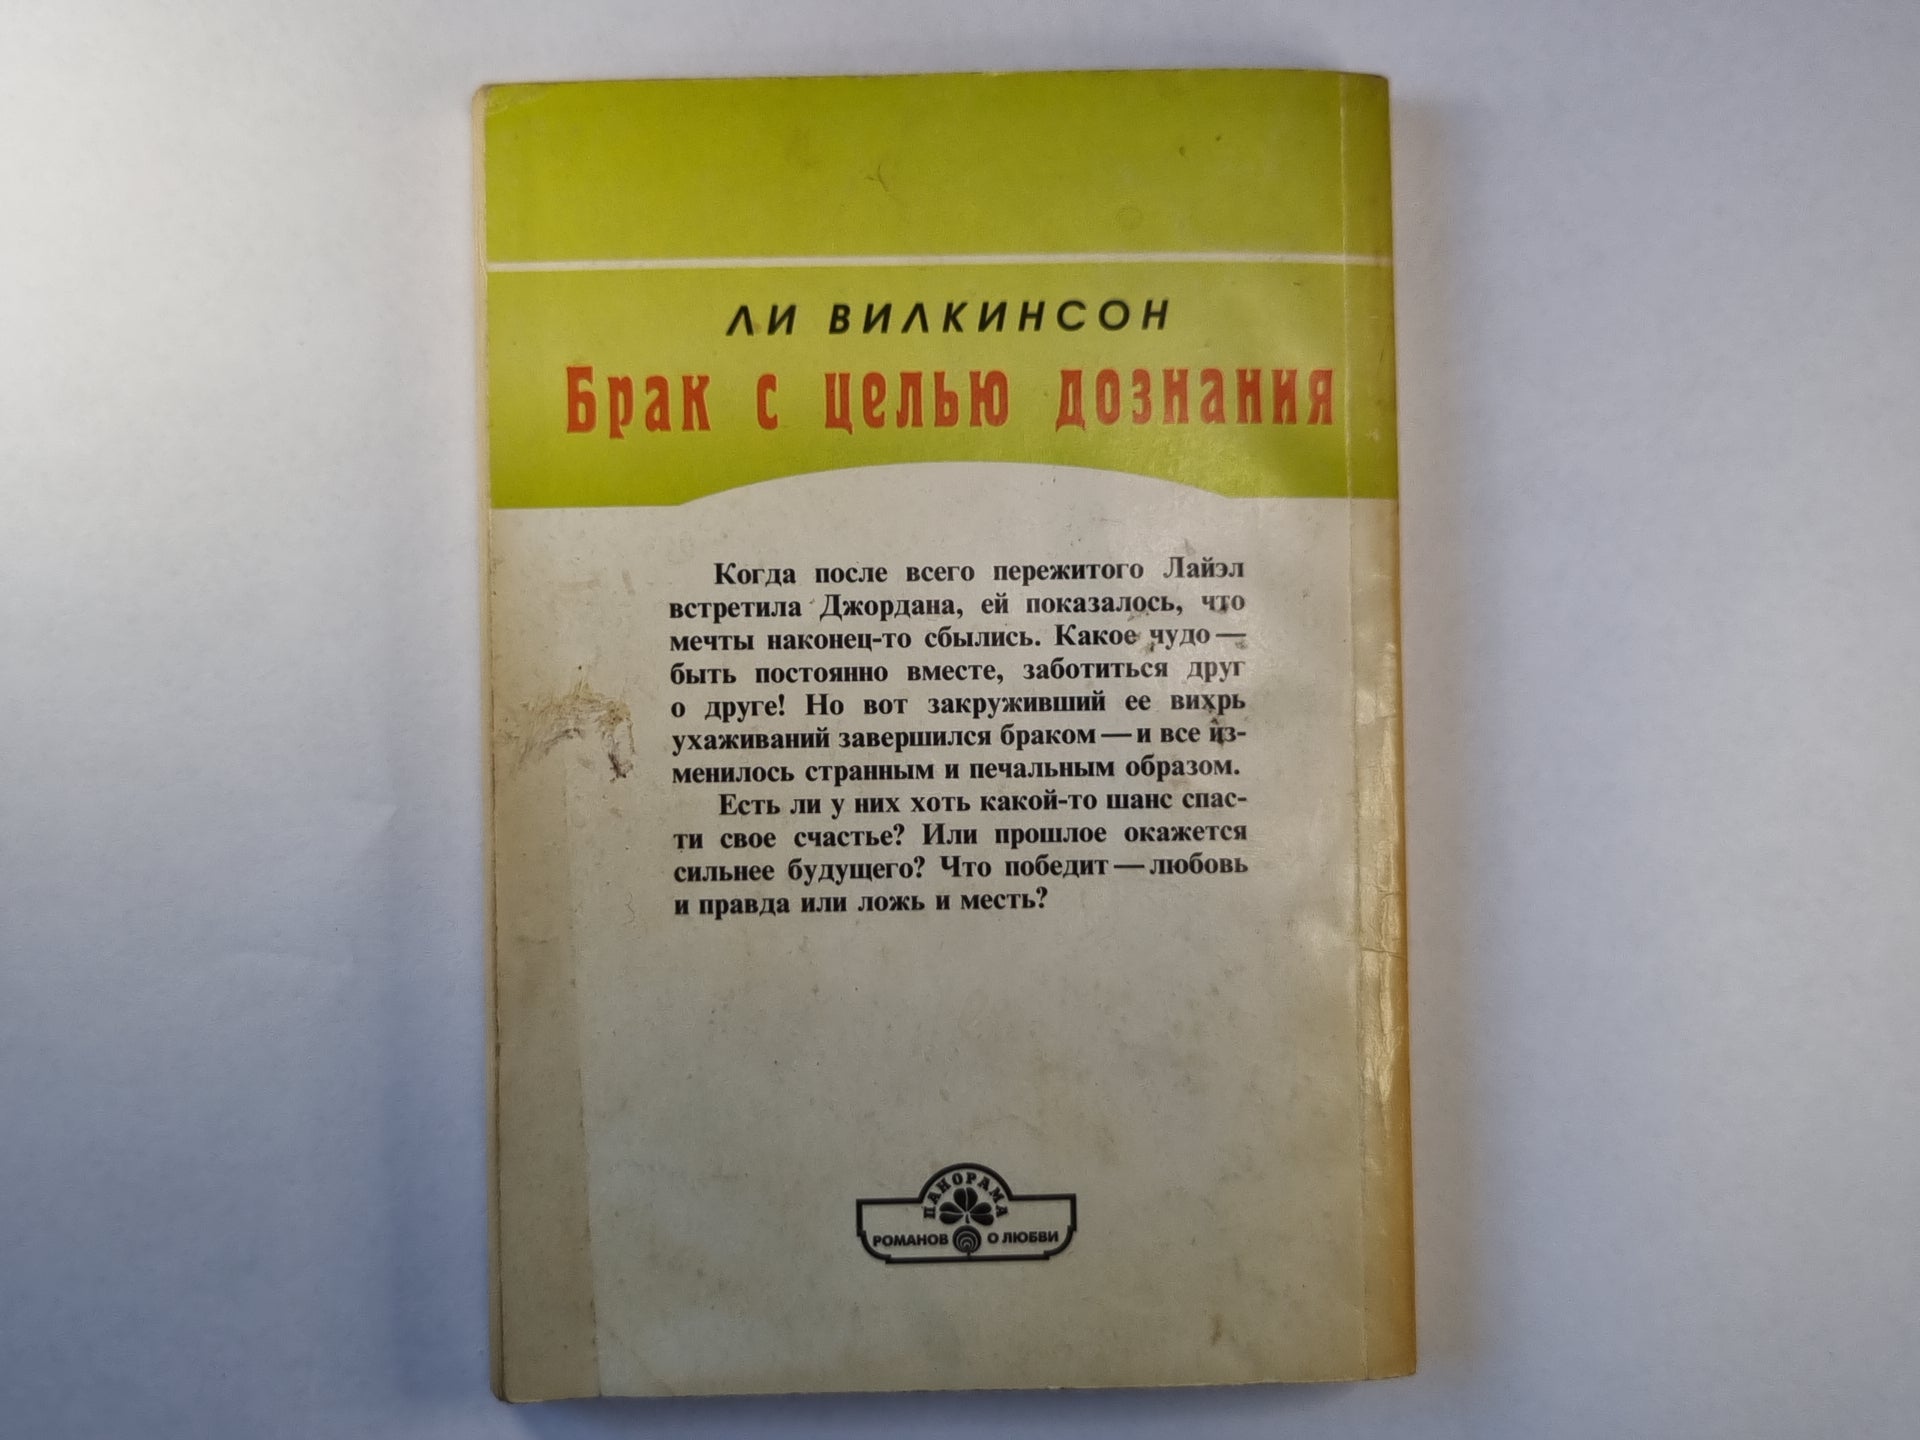 ЛИ ВИЛКИНСОН
Брак с целью дознания
Когда после всего пережитого Лайэл
встретила Джордана, ей показалось, что
мечты наконец-то сбылись. Какое чудо —
быть постоянно вместе, заботиться друг
о друге! Но вот закруживший ее вихрь
ухаживаний завершился браком — и все из-
менилось странным и печальным образом.
Есть ли у них хоть какой-то шанс спас-
ти свое счастье? Или прошлое окажется
сильнее будущего? Что победит — любовь
и правда или ложь и месть?
ПАНОРАМА
РОМАНОВ О ЛЮБВИ